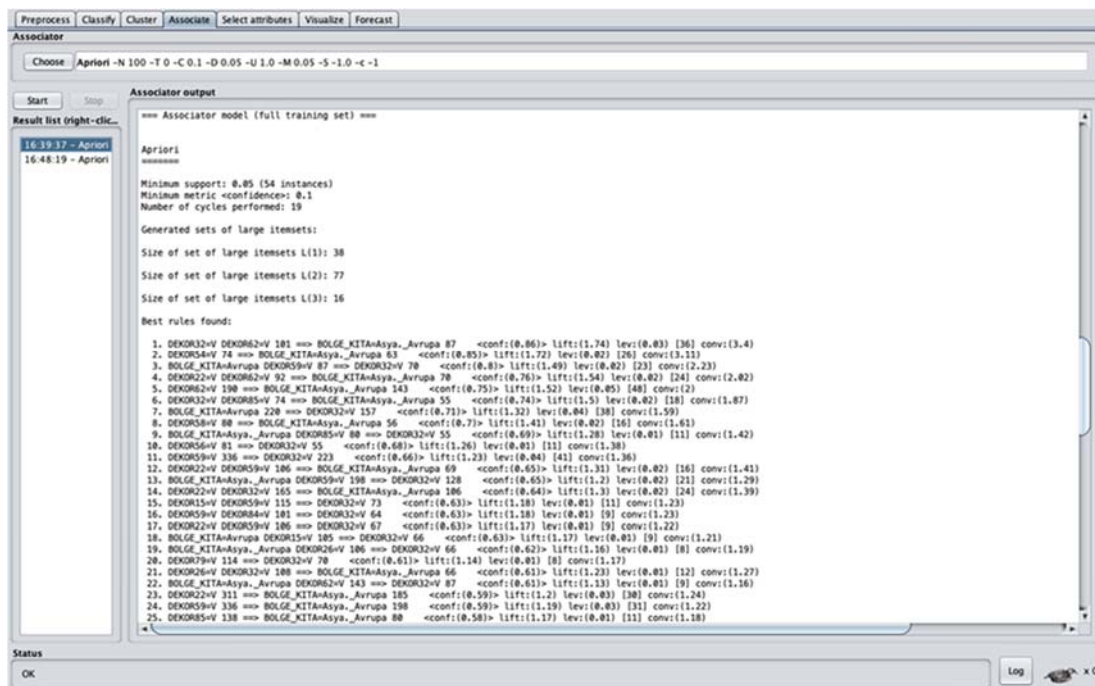 Preprocess Classify Cluster Associate Select attributes Visualize Forecast
Associator
Choose Apriori -N 100 -T 0 -C 0.1 -D 0.05 -U 1.0 -M 0.05 -S -1.0 -c -1
Start Stop
Result list (right-clic...
16:39:37 - Apriori
16:48:19 - Apriori
Associator output
=== Associator model (full training set) ===
Apriori
=======
Minimum support: 0.05 (54 instances)
Minimum metric <confidence>: 0.1
Number of cycles performed: 19
Generated sets of large itemsets:
Size of set of large itemsets L(1): 38
Size of set of large itemsets L(2): 77
Size of set of large itemsets L(3): 16
Best rules found:
1. DEKOR32=V DEKOR62=V 101 ==> BOLGE_KITA=Asya._Avrupa 87 <conf:(0.86)> lift:(1.74) lev:(0.03) [36] conv:(3.4)
2. DEKOR54=V 74 ==> BOLGE_KITA=Asya._Avrupa 63 <conf:(0.85)> lift:(1.72) lev:(0.02) [26] conv:(3.11)
3. BOLGE_KITA=Avrupa DEKOR59=V 87 ==> DEKOR32=V 70 <conf:(0.8)> lift:(1.49) lev:(0.02) [23] conv:(2.23)
4. DEKOR22=V DEKOR62=V 92 ==> BOLGE_KITA=Asya._Avrupa 70 <conf:(0.76)> lift:(1.54) lev:(0.02) [24] conv:(2.02)
5. DEKOR62=V 190 ==> BOLGE_KITA=Asya._Avrupa 143 <conf:(0.75)> lift:(1.52) lev:(0.05) [48] conv:(2)
6. DEKOR32=V DEKOR85=V 74 ==> BOLGE_KITA=Asya._Avrupa 55 <conf:(0.74)> lift:(1.5) lev:(0.02) [18] conv:(1.87)
7. BOLGE_KITA=Avrupa 220 ==> DEKOR32=V 157 <conf:(0.71)> lift:(1.32) lev:(0.04) [38] conv:(1.59)
8. DEKOR58=V 80 ==> BOLGE_KITA=Asya._Avrupa 56 <conf:(0.7)> lift:(1.41) lev:(0.02) [16] conv:(1.61)
9. BOLGE_KITA=Asya._Avrupa DEKOR85=V 80 ==> DEKOR32=V 55 <conf:(0.69)> lift:(1.28) lev:(0.01) [11] conv:(1.42)
10. DEKOR56=V 81 ==> DEKOR32=V 55 <conf:(0.68)> lift:(1.26) lev:(0.01) [11] conv:(1.38)
11. DEKOR59=V 336 ==> DEKOR32=V 223 <conf:(0.66)> lift:(1.23) lev:(0.04) [41] conv:(1.36)
12. DEKOR22=V DEKOR59=V 106 ==> BOLGE_KITA=Asya._Avrupa 69 <conf:(0.65)> lift:(1.31) lev:(0.02) [16] conv:(1.41)
13. BOLGE_KITA=Asya._Avrupa DEKOR59=V 198 ==> DEKOR32=V 128 <conf:(0.65)> lift:(1.2) lev:(0.02) [21] conv:(1.29)
14. DEKOR22=V DEKOR32=V 165 ==> BOLGE_KITA=Asya._Avrupa 106 <conf:(0.64)> lift:(1.3) lev:(0.02) [24] conv:(1.39)
15. DEKOR15=V DEKOR59=V 115 ==> DEKOR32=V 73 <conf:(0.63)> lift:(1.18) lev:(0.01) [11] conv:(1.23)
16. DEKOR59=V DEKOR84=V 101 ==> DEKOR32=V 64 <conf:(0.63)> lift:(1.18) lev:(0.01) [9] conv:(1.23)
17. DEKOR22=V DEKOR59=V 106 ==> DEKOR32=V 67 <conf:(0.63)> lift:(1.17) lev:(0.01) [9] conv:(1.22)
18. BOLGE_KITA=Asya._Avrupa DEKOR15=V 105 ==> DEKOR32=V 66 <conf:(0.63)> lift:(1.17) lev:(0.01) [9] conv:(1.21)
19. BOLGE_KITA=Asya._Avrupa DEKOR26=V 106 ==> DEKOR32=V 66 <conf:(0.62)> lift:(1.16) lev:(0.01) [8] conv:(1.19)
20. DEKOR79=V 114 ==> DEKOR32=V 70 <conf:(0.61)> lift:(1.14) lev:(0.01) [8] conv:(1.17)
21. DEKOR26=V DEKOR32=V 108 ==> BOLGE_KITA=Asya._Avrupa 66 <conf:(0.61)> lift:(1.23) lev:(0.01) [12] conv:(1.27)
22. BOLGE_KITA=Asya._Avrupa DEKOR62=V 143 ==> DEKOR32=V 87 <conf:(0.61)> lift:(1.13) lev:(0.01) [9] conv:(1.16)
23. DEKOR22=V 311 ==> BOLGE_KITA=Asya._Avrupa 185 <conf:(0.59)> lift:(1.2) lev:(0.03) [30] conv:(1.24)
24. DEKOR59=V 336 ==> BOLGE_KITA=Asya._Avrupa 198 <conf:(0.59)> lift:(1.19) lev:(0.03) [31] conv:(1.22)
25. DEKOR85=V 138 ==> BOLGE_KITA=Asya._Avrupa 80 <conf:(0.58)> lift:(1.17) lev:(0.01) [11] conv:(1.18)
Status
OK
Log x 0